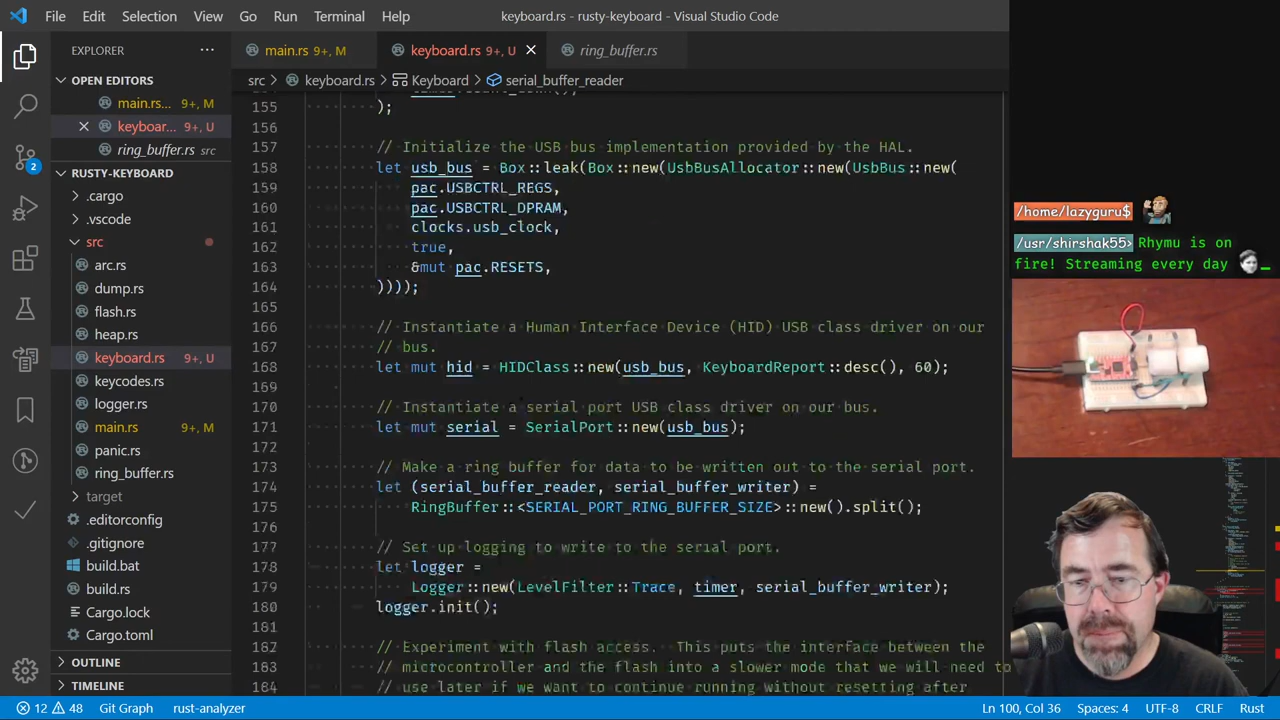 File Edit Selection View Go Run Terminal Help
keyboard.rs - rusty-keyboard - Visual Studio Code
EXPLORER
main.rs 9+, M
keyboard.rs 9+, U
ring_buffer.rs
src > keyboard.rs > Keyboard > serial_buffer_reader
OPEN EDITORS
main.rs... 9+, M
keyboar... 9+, U
ring_buffer.rs src
RUSTY-KEYBOARD
.cargo
.vscode
src
arc.rs
dump.rs
flash.rs
heap.rs
keyboard.rs 9+, U
keycodes.rs
logger.rs
main.rs 9+, M
panic.rs
ring_buffer.rs
target
.editorconfig
.gitignore
build.bat
build.rs
Cargo.lock
Cargo.toml
OUTLINE
TIMELINE
2
155 );
156
157 // Initialize the USB bus implementation provided by the HAL.
158 let usb_bus = Box::leak(Box::new(UsbBusAllocator::new(UsbBus::new(
159 pac.USBCTRL_REGS,
160 pac.USBCTRL_DPRAM,
161 clocks.usb_clock,
162 true,
163 &mut pac.RESETS,
164 ))));
165
166 // Instantiate a Human Interface Device (HID) USB class driver on our
167 // bus.
168 let mut hid = HIDClass::new(usb_bus, KeyboardReport::desc(), 60);
169
170 // Instantiate a serial port USB class driver on our bus.
171 let mut serial = SerialPort::new(usb_bus);
172
173 // Make a ring buffer for data to be written out to the serial port.
174 let (serial_buffer_reader, serial_buffer_writer) =
175 RingBuffer::<SERIAL_PORT_RING_BUFFER_SIZE>::new().split();
176
177 // Set up logging to write to the serial port.
178 let logger =
179 Logger::new(LevelFilter::Trace, timer, serial_buffer_writer);
180 logger.init();
181
182 // Experiment with flash access. This puts the interface between the
183 // microcontroller and the flash into a slower mode that we will need to
184 // use later if we want to continue running without resetting after
/home/lazyguru$
/usr/shirshak55> Rhymu is on
fire! Streaming every day
12 48 Git Graph rust-analyzer
Ln 100, Col 36 Spaces: 4 UTF-8 CRLF Rust